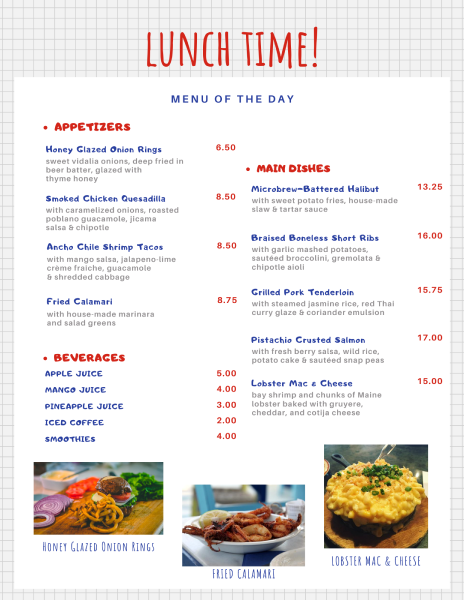 LUNCH TIME!
MENU OF THE DAY
• APPETIZERS
Honey Glazed Onion Rings 6.50
sweet vidalia onions, deep fried in
beer batter, glazed with
thyme honey
Smoked Chicken Quesadilla 8.50
with caramelized onions, roasted
poblano guacamole, jicama
salsa & chipotle
Ancho Chile Shrimp Tacos 8.50
with mango salsa, jalapeno-lime
crème fraiche, guacamole
& shredded cabbage
Fried Calamari 8.75
with house-made marinara
and salad greens
• BEVERAGES
APPLE JUICE 5.00
MANGO JUICE 4.00
PINEAPPLE JUICE 3.00
ICED COFFEE 2.00
SMOOTHIES 4.00
• MAIN DISHES
Microbrew-Battered Halibut 13.25
with sweet potato fries, house-made
slaw & tartar sauce
Braised Boneless Short Ribs 16.00
with garlic mashed potatoes,
sautéed broccolini, gremolata &
chipotle aioli
Grilled Pork Tenderloin 15.75
with steamed jasmine rice, red Thai
curry glaze & coriander emulsion
Pistachio Crusted Salmon 17.00
with fresh berry salsa, wild rice,
potato cake & sautéed snap peas
Lobster Mac & Cheese 15.00
bay shrimp and chunks of Maine
lobster baked with gruyere,
cheddar, and cotija cheese
HONEY GLAZED ONION RINGS
FRIED CALAMARI
LOBSTER MAC & CHEESE